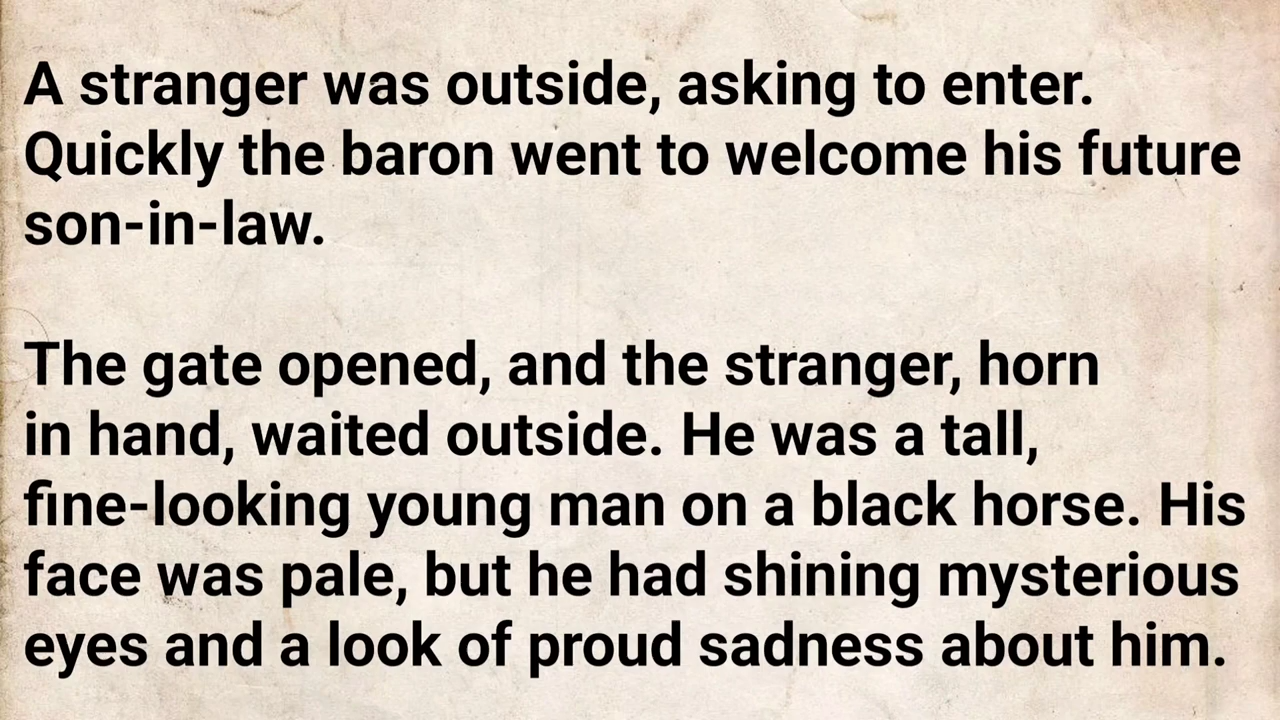 A stranger was outside, asking to enter.
Quickly the baron went to welcome his future
son-in-law.
The gate opened, and the stranger, horn
in hand, waited outside. He was a tall,
fine-looking young man on a black horse. His
face was pale, but he had shining mysterious
eyes and a look of proud sadness about him.